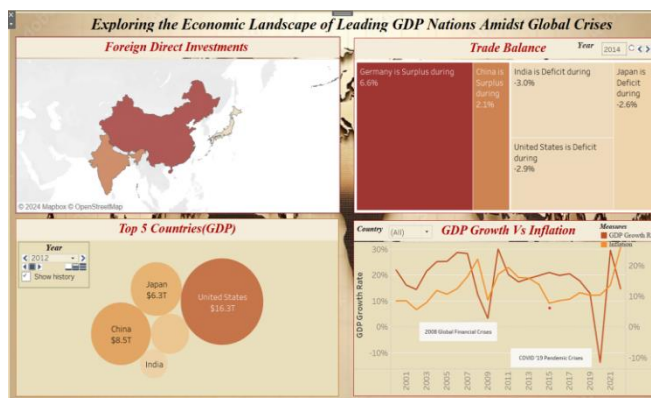 Exploring the Economic Landscape of Leading GDP Nations Amidst Global Crises
Foreign Direct Investments
© 2024 Mapbox © OpenStreetMap
Trade Balance
Year
2014
Germany is Surplus during
6.6%
China is
Surplus
during
2.1%
India is Deficit during
-3.0%
United States is Deficit
during
-2.9%
Japan is
Deficit
during
-2.6%
Top 5 Countries(GDP)
Year
2012
Show history
Japan
$6.3T
United States
$16.3T
China
$8.5T
India
Country
(All)
GDP Growth Vs Inflation
Measures
GDP Growth R
Inflation
GDP Growth Rate
30%
20%
10%
0%
-10%
20%
10%
0%
-10%
2008 Global Financial Crises
COVID '19 Pandemic Crises
2001
2003
2005
2007
2009
2011
2013
2015
2017
2019
2021